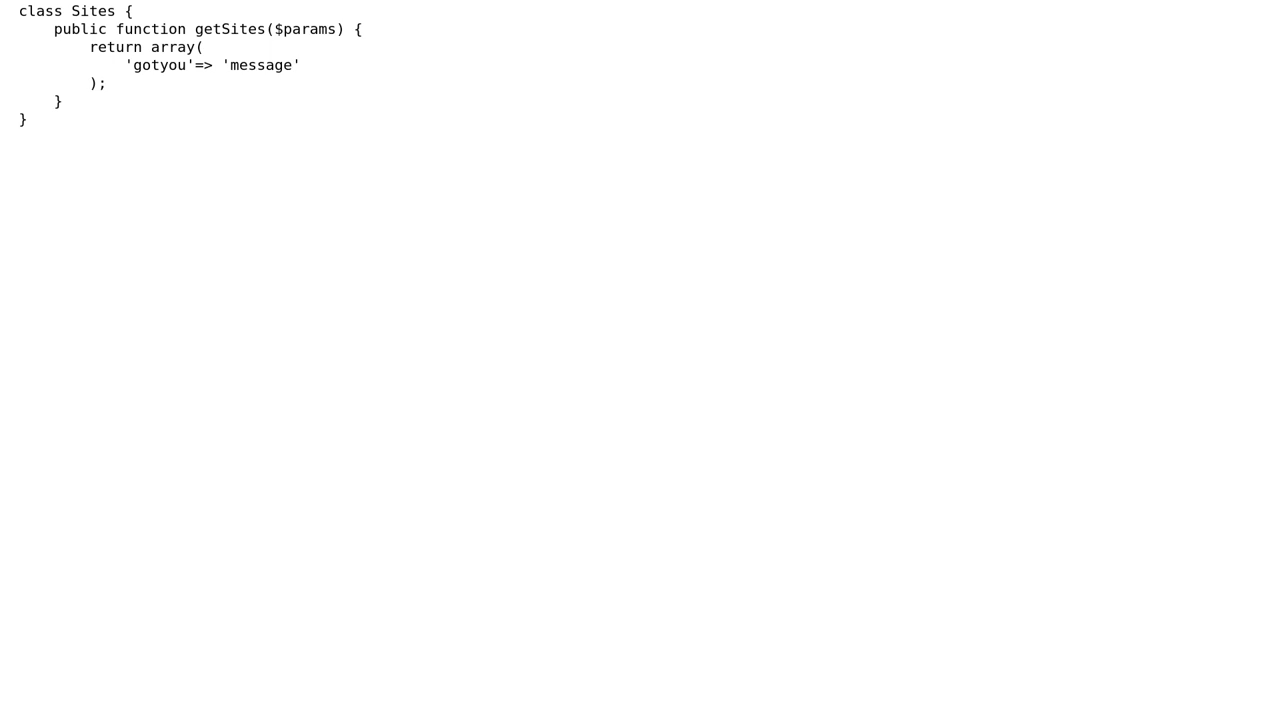 class Sites {
    public function getSites($params) {
        return array(
            'gotyou'=> 'message'
        );
    }
}